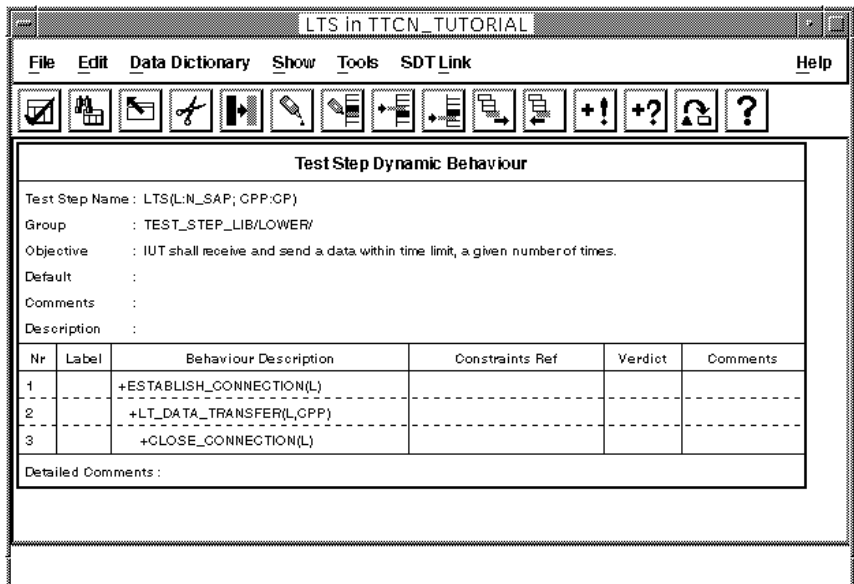 LTS in TTCN_TUTORIAL
File Edit Data Dictionary Show Tools SDT Link Help
+! +? ?
Test Step Dynamic Behaviour
Test Step Name : LTS(L:N_SAP; CPP:CP)
Group : TEST_STEP_LIB/LOWER/
Objective : IUT shall receive and send a data within time limit, a given number of times.
Default :
Comments :
Description :
Nr Label Behaviour Description Constraints Ref Verdict Comments
1 +ESTABLISH_CONNECTION(L)
2 +LT_DATA_TRANSFER(L,CPP)
3 +CLOSE_CONNECTION(L)
Detailed Comments :